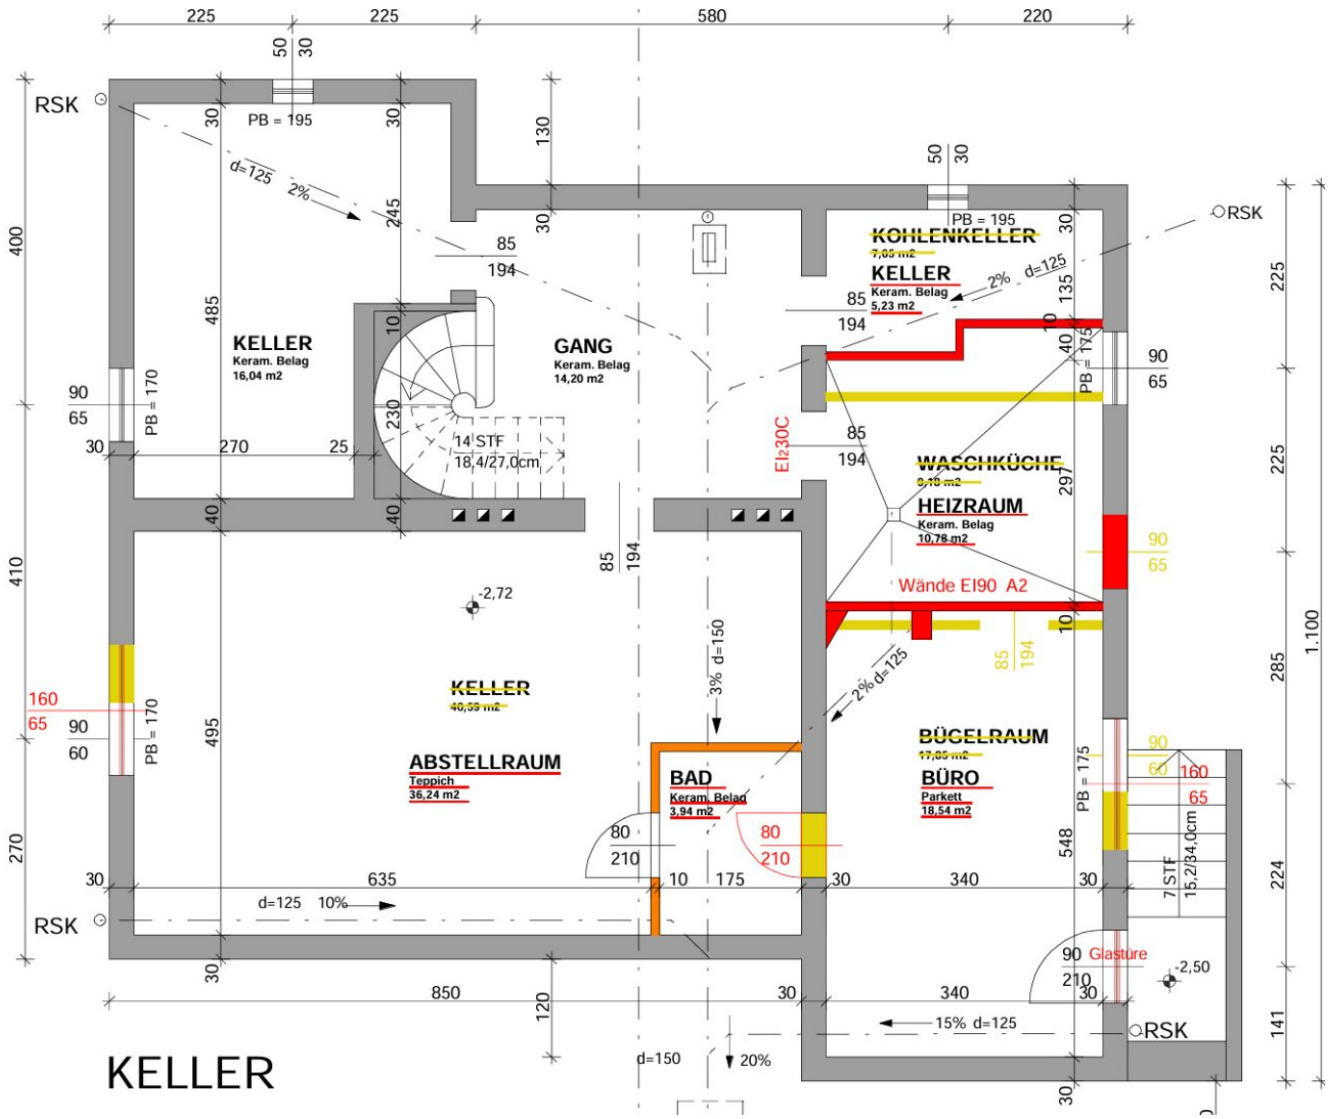 225
225
580
220
50
30
RSK
30
PB = 195
30
130
50
30
d=125
2%
245
30
PB = 195
30
RSK
KOHLENKELLER
7,65 m2
400
85
194
KELLER
Keram. Belag
5,23 m2
2%
d=125
135
225
485
85
194
10
10
KELLER
Keram. Belag
16,04 m2
GANG
Keram. Belag
14,20 m2
40
PB = 175
90
65
1.100
90
65
PB = 170
230
EI₂30C
85
194
30
270
25
14 STF
18,4/27,0cm
WASCHKÜCHE
297
225
HEIZRAUM
Keram. Belag
10,78 m2
40
40
85
194
90
65
410
-2,72
Wände EI90 A2
10
3% d=150
85
194
2% d=125
285
160
65
KELLER
40,59 m2
90
60
PB = 170
495
BÜGELRAUM
17,85 m2
90
60
ABSTELLRAUM
Teppich
36,24 m2
BAD
Keram. Belag
3,94 m2
BÜRO
Parkett
18,54 m2
PB = 175
160
65
270
80
210
80
210
548
7 STF
15,2/34,0cm
224
30
635
10
175
30
340
30
RSK
d=125
10%
90
210
Glastüre
-2,50
30
850
120
30
340
30
15% d=125
RSK
141
KELLER
d=150
20%
30